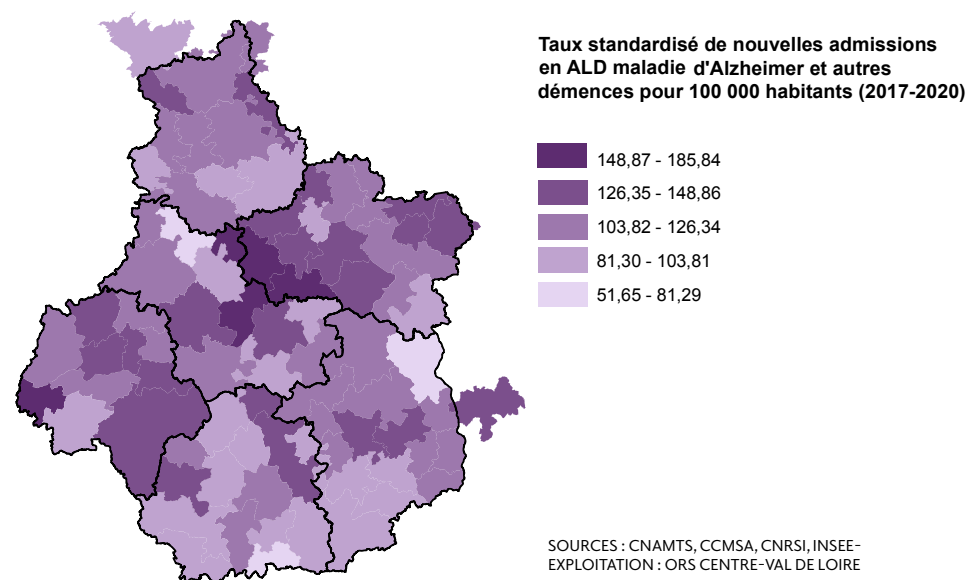 Taux standardisé de nouvelles admissions
en ALD maladie d'Alzheimer et autres
démences pour 100 000 habitants (2017-2020)
148,87 - 185,84
126,35 - 148,86
103,82 - 126,34
81,30 - 103,81
51,65 - 81,29
SOURCES : CNAMTS, CCMSA, CNRSI, INSEE-
EXPLOITATION : ORS CENTRE-VAL DE LOIRE